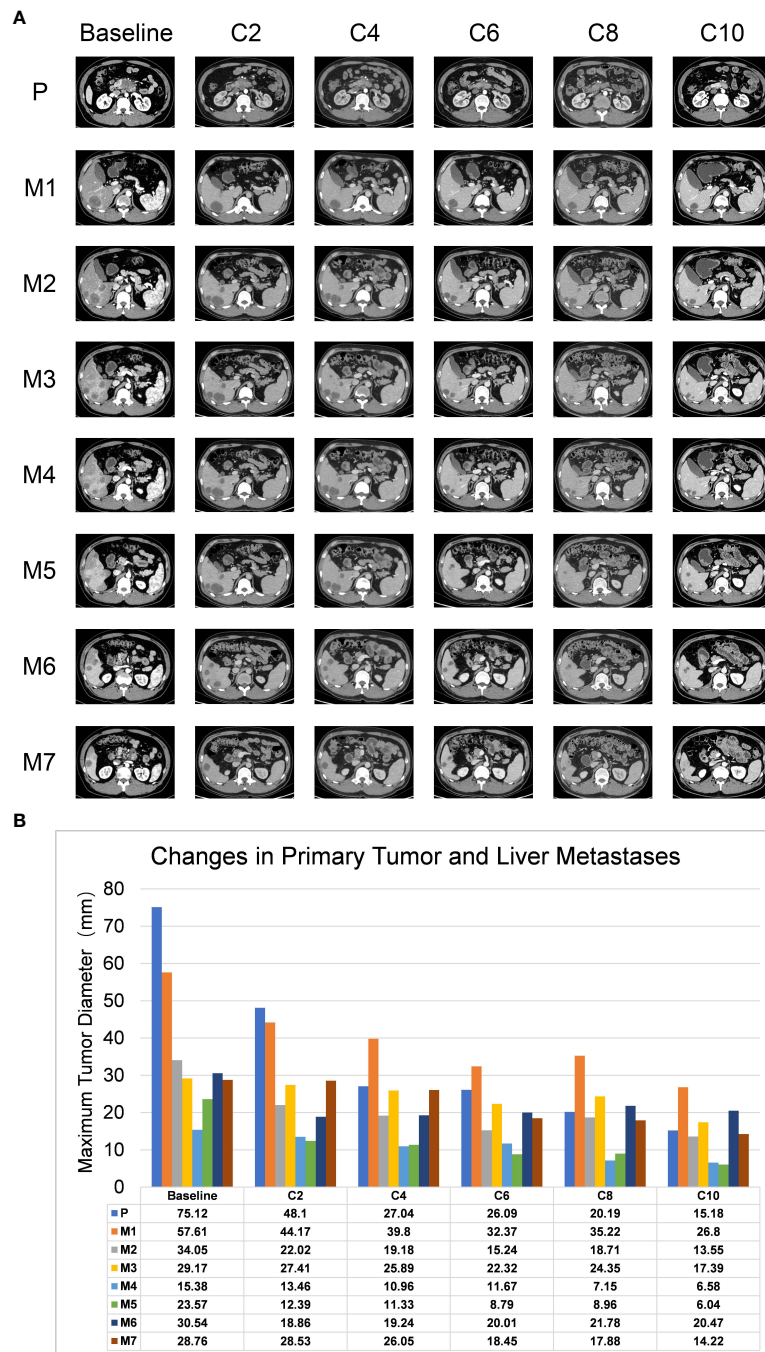 A
Baseline C2 C4 C6 C8 C10
P
M1
M2
M3
M4
M5
M6
M7
B
Changes in Primary Tumor and Liver Metastases
Maximum Tumor Diameter (mm)
80
70
60
50
40
30
20
10
0
Baseline C2 C4 C6 C8 C10
P 75.12 48.1 27.04 26.09 20.19 15.18
M1 57.61 44.17 39.8 32.37 35.22 26.8
M2 34.05 22.02 19.18 15.24 18.71 13.55
M3 29.17 27.41 25.89 22.32 24.35 17.39
M4 15.38 13.46 10.96 11.67 7.15 6.58
M5 23.57 12.39 11.33 8.79 8.96 6.04
M6 30.54 18.86 19.24 20.01 21.78 20.47
M7 28.76 28.53 26.05 18.45 17.88 14.22